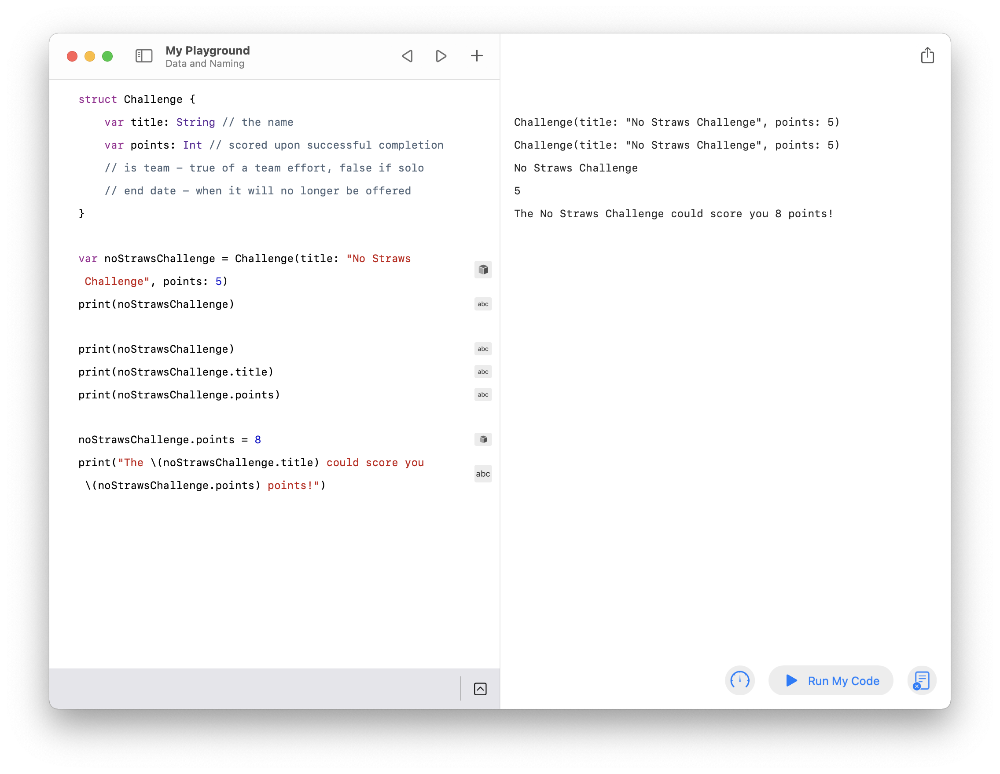 My Playground
Data and Naming
struct Challenge {
    var title: String // the name
    var points: Int // scored upon successful completion
    // is team – true of a team effort, false if solo
    // end date – when it will no longer be offered
}
var noStrawsChallenge = Challenge(title: "No Straws
 Challenge", points: 5)
print(noStrawsChallenge)
abc
print(noStrawsChallenge)
abc
print(noStrawsChallenge.title)
abc
print(noStrawsChallenge.points)
abc
noStrawsChallenge.points = 8
print("The \(noStrawsChallenge.title) could score you
 \(noStrawsChallenge.points) points!")
abc
Challenge(title: "No Straws Challenge", points: 5)
Challenge(title: "No Straws Challenge", points: 5)
No Straws Challenge
5
The No Straws Challenge could score you 8 points!
Run My Code